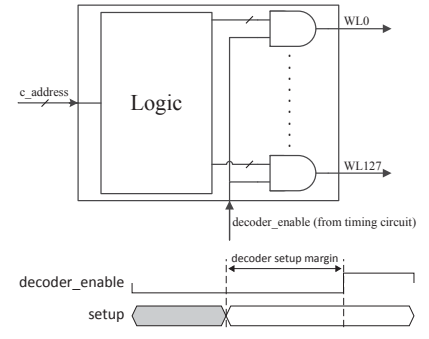 WL0
c_address
Logic
WL127
decoder_enable (from timing circuit)
decoder setup margin
decoder_enable
setup